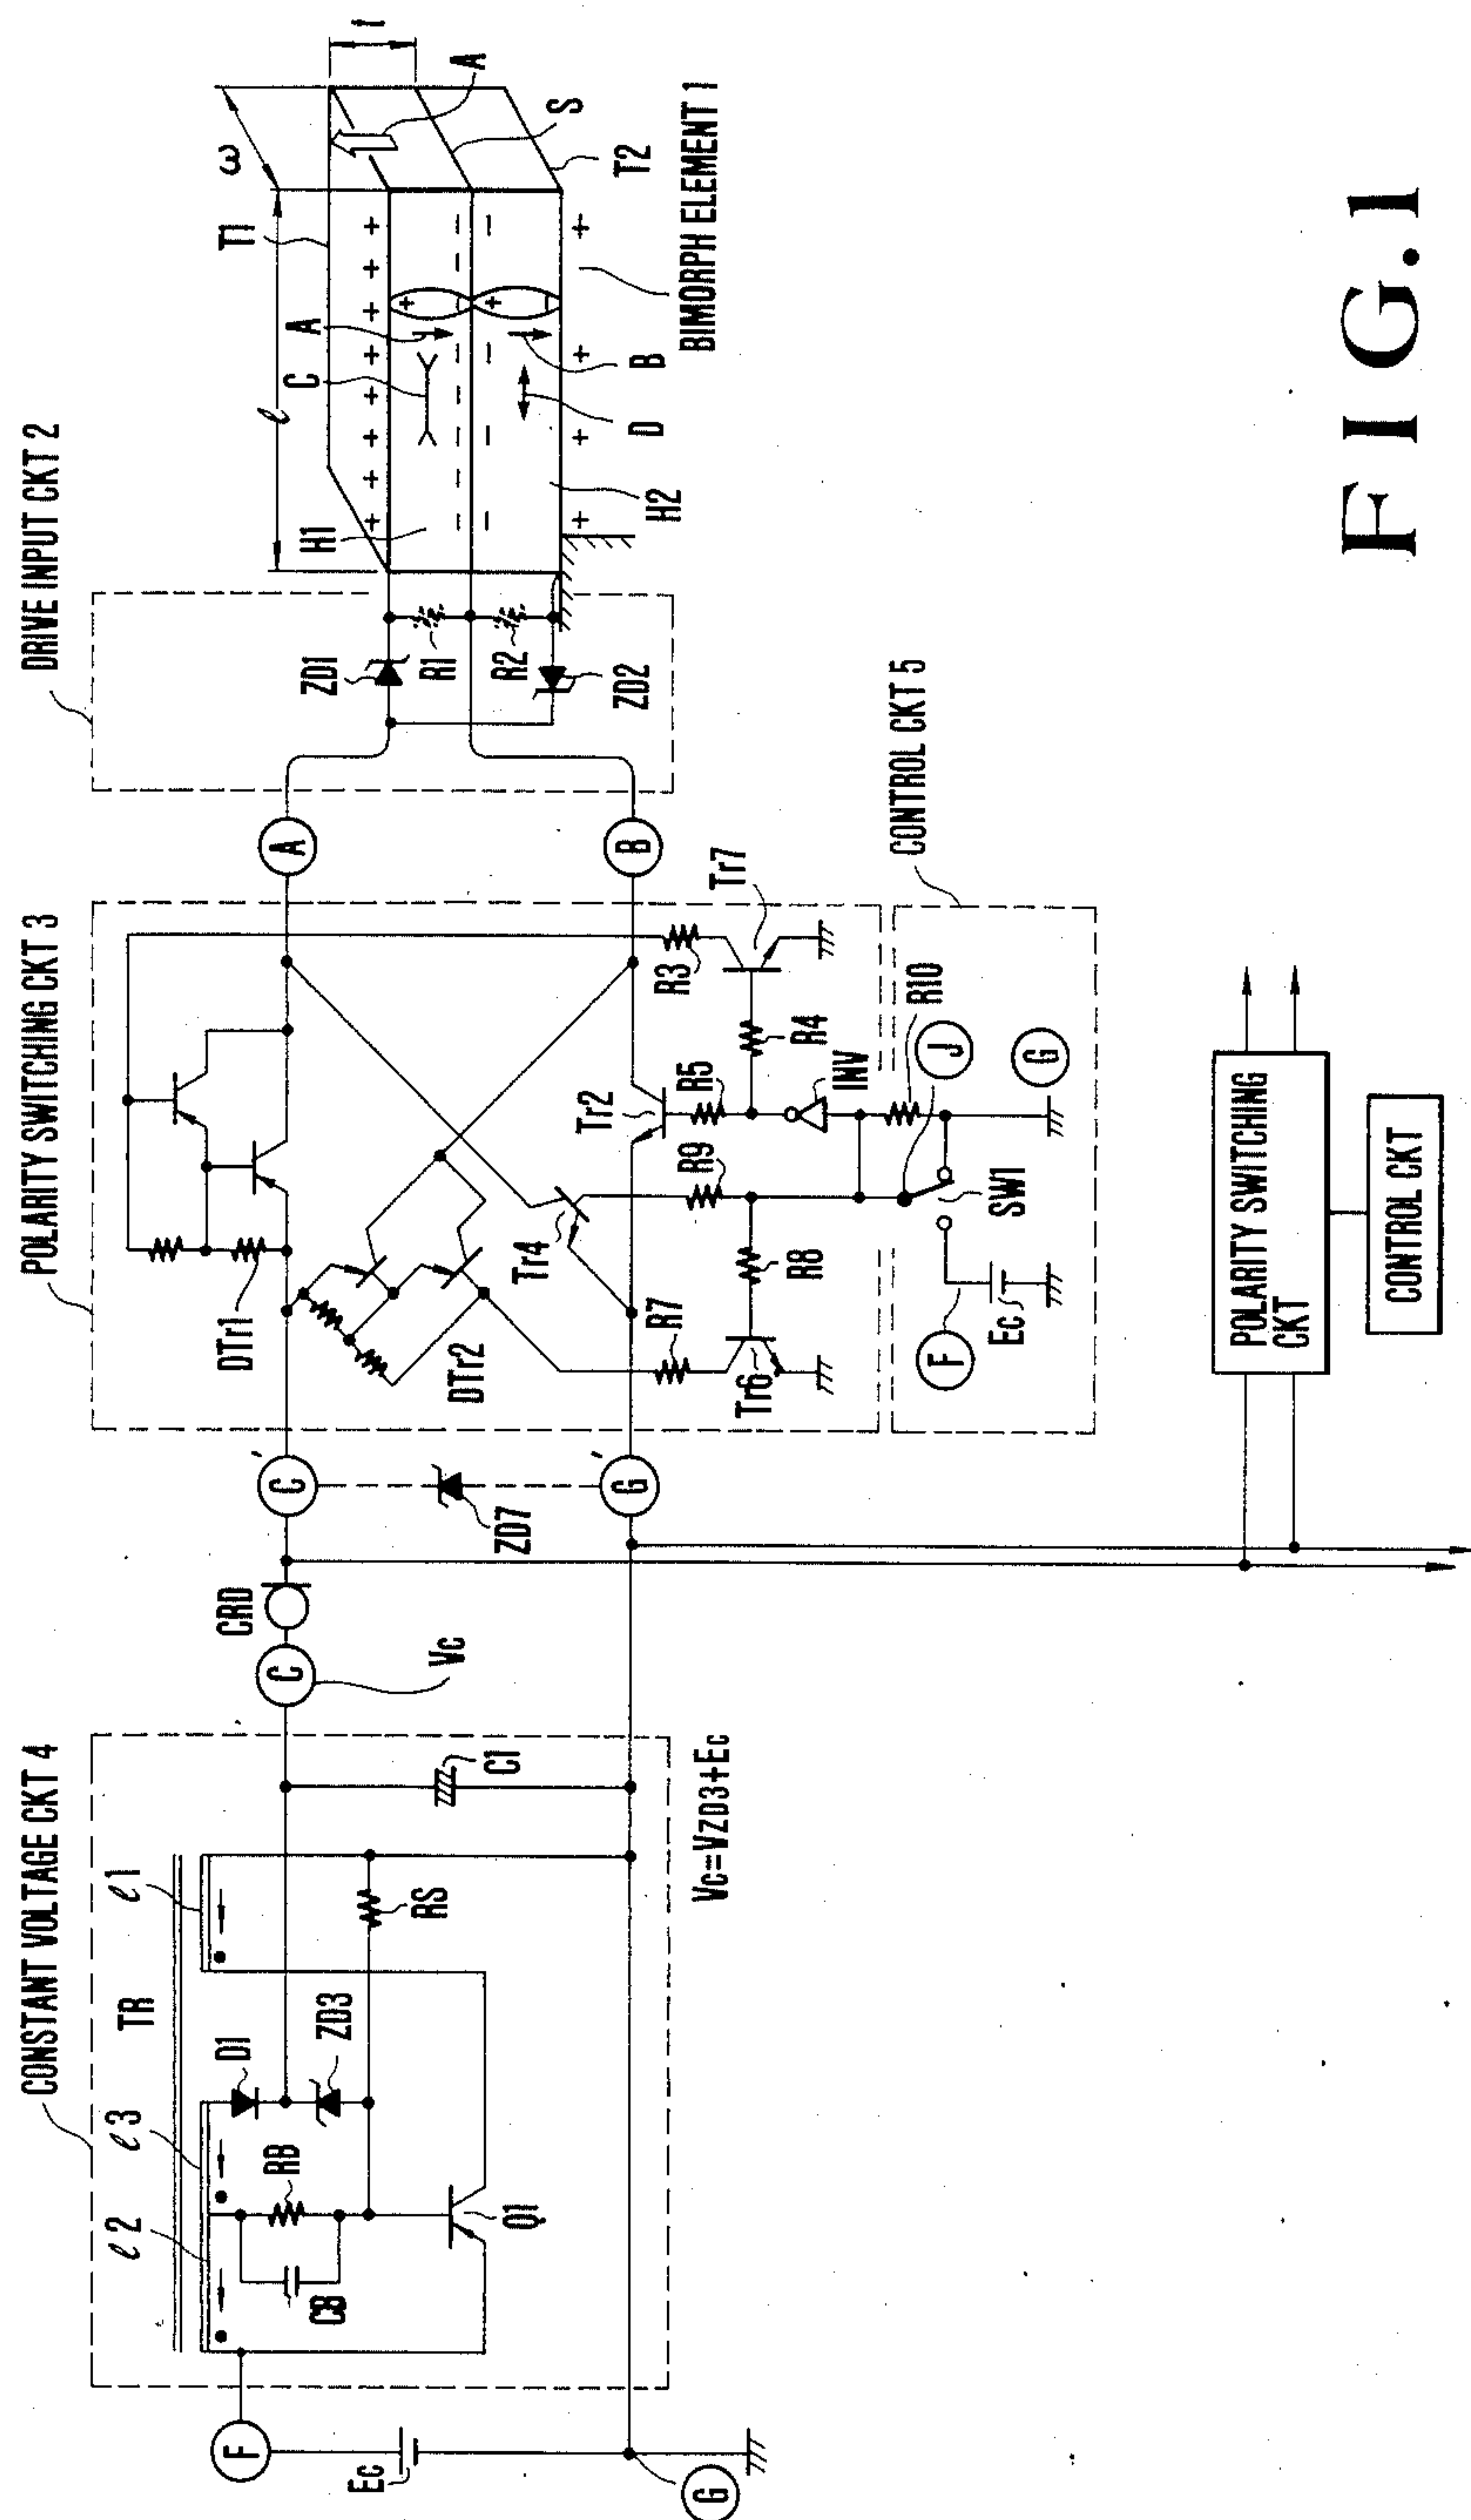 CONSTANT VOLTAGE CKT 4
POLARITY SWITCHING CKT 3
DRIVE INPUT CKT 2
TR
ℓ2
ℓ3
ℓ1
D1
ZD3
RB
CB
Q1
RS
C1
F
Ec
G
Vc=VZD3+Ec
C
Vc
CRD
C'
ZD7
G'
DTr1
DTr2
Tr4
Tr2
R7
R9
R5
R3
Tr6
R8
INV
R4
Tr7
A
B
CONTROL CKT 5
F
Ec
SW1
J
R10
G
POLARITY SWITCHING
CKT
CONTROL CKT
ZD1
R1
R2
ZD2
ℓ
ω
t
T1
H1
C
A
A
S
T2
H2
D
B
BIMORPH ELEMENT 1
+ + + + + + + +
− − − − − − −
− − − −
+ + + +
+
−
+
−
FIG.1